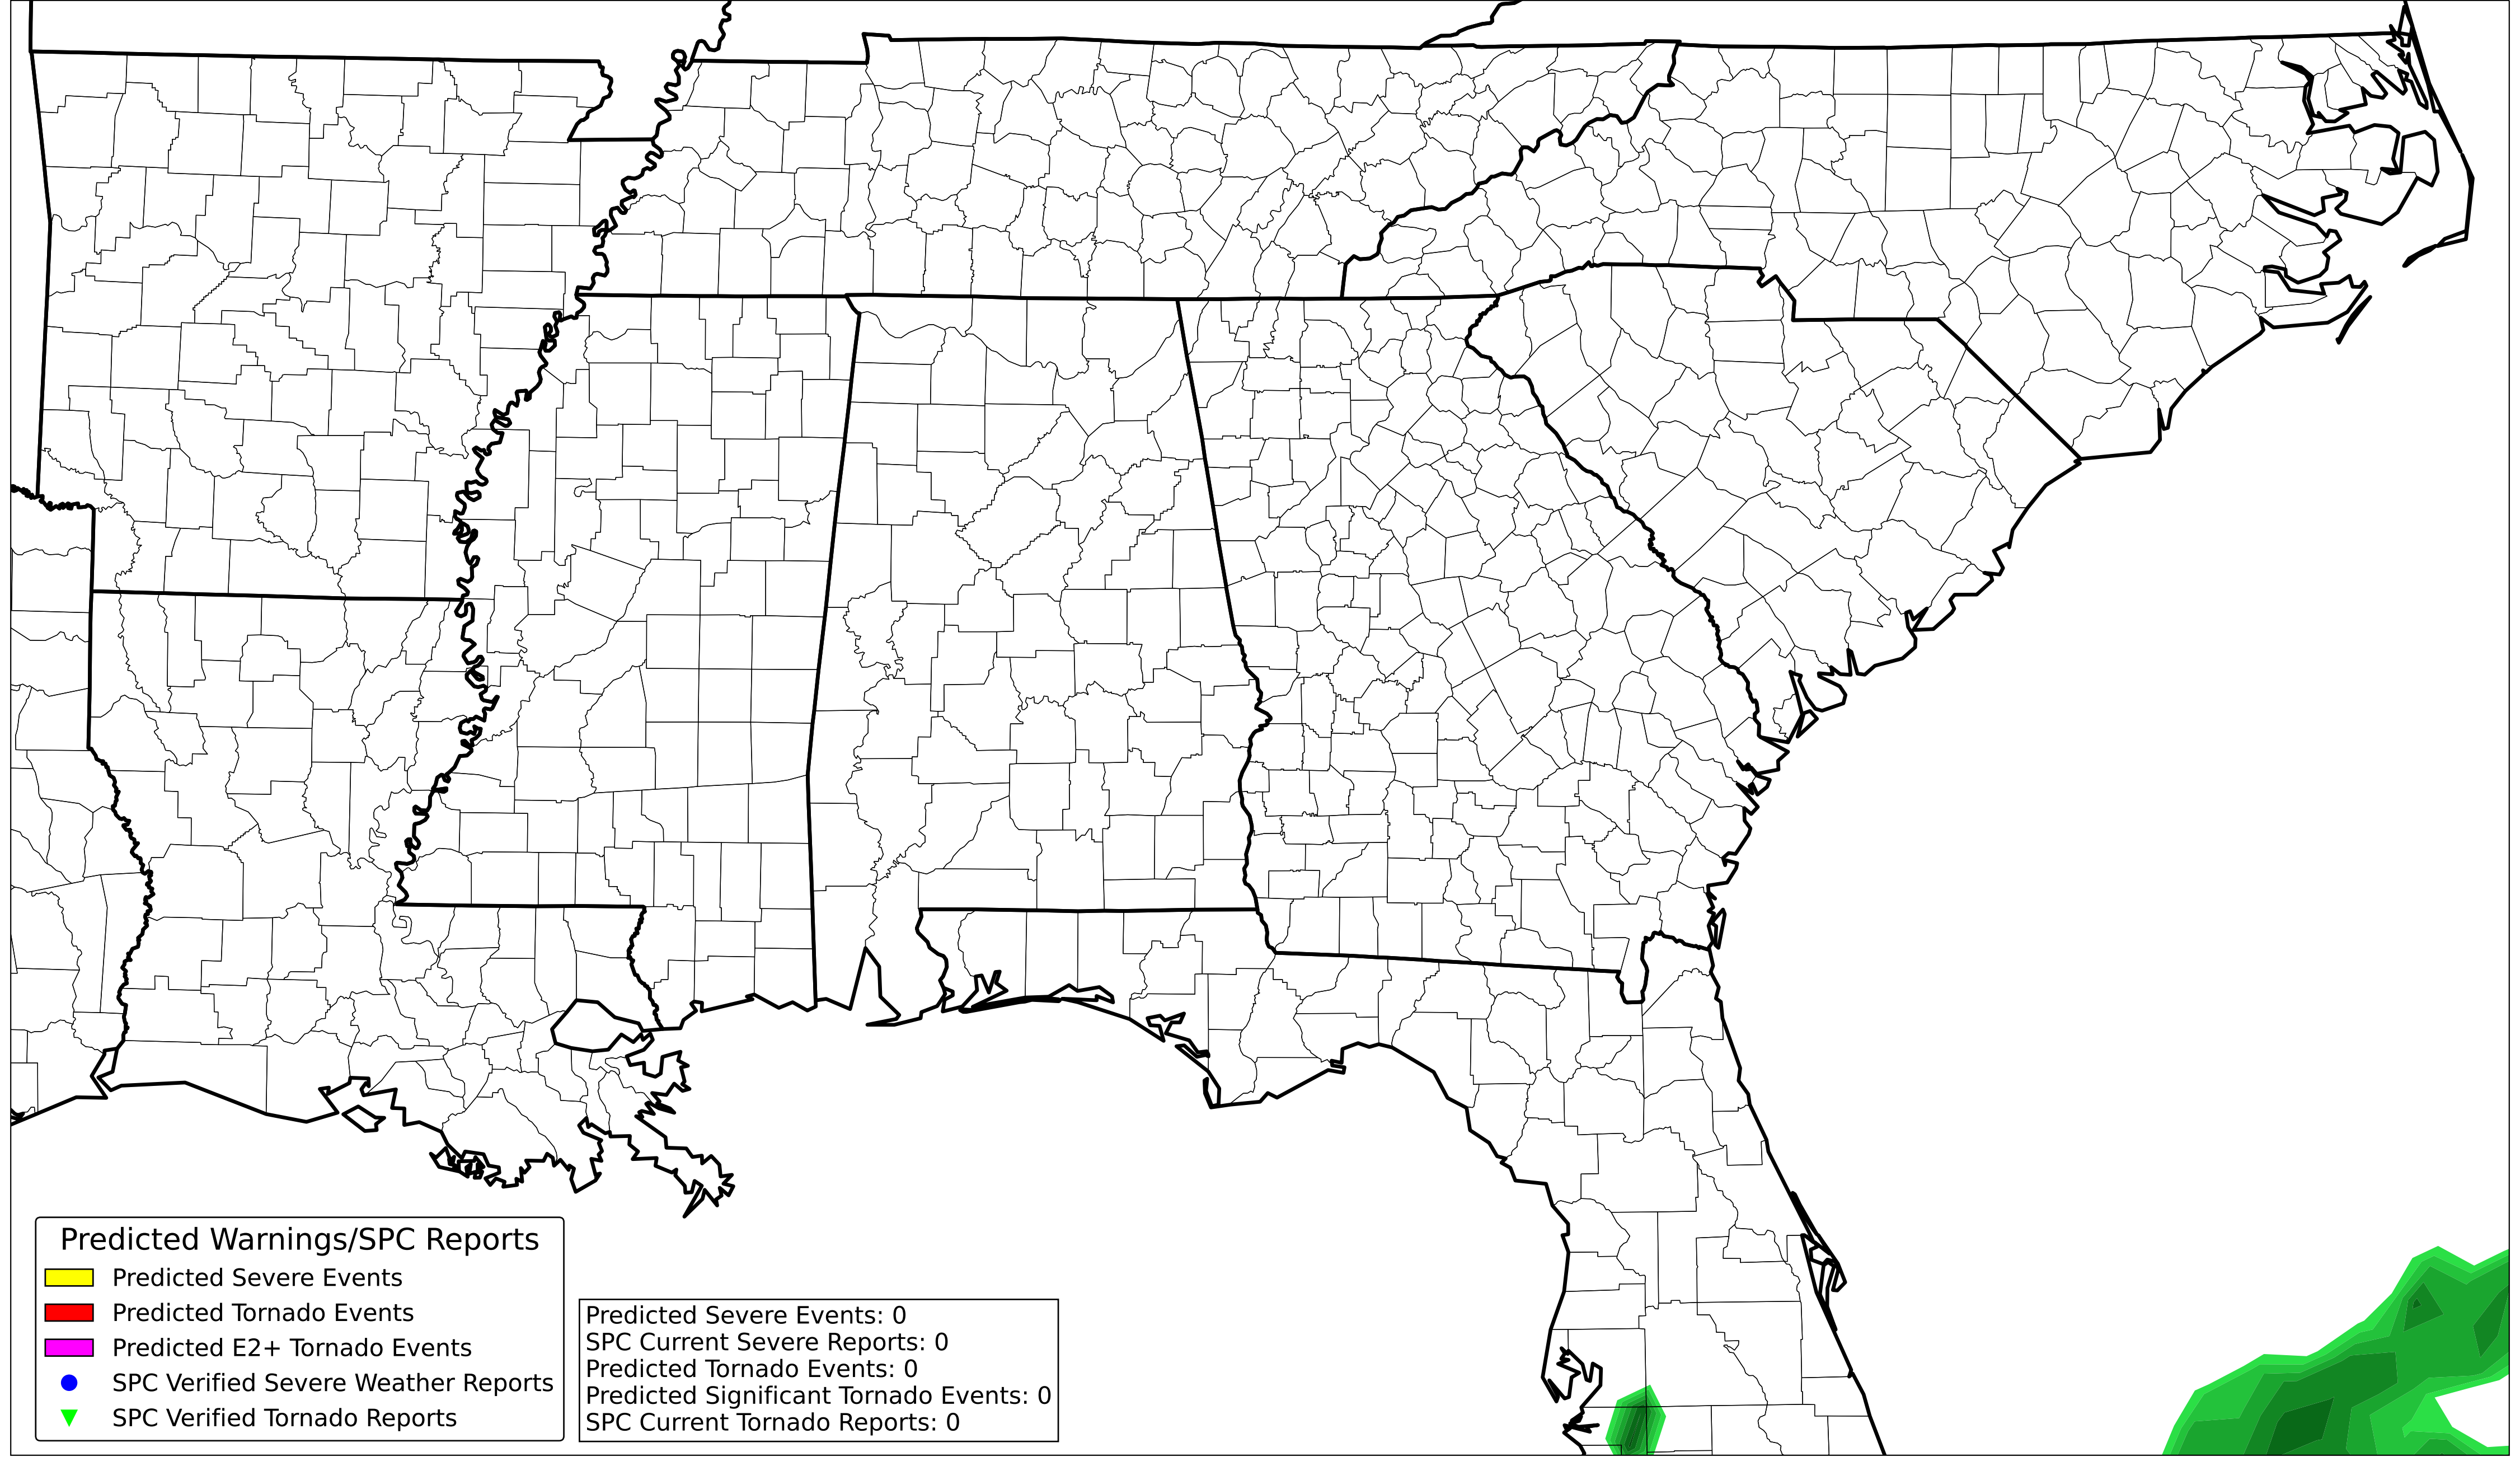 Predicted Warnings/SPC Reports
Predicted Severe Events
Predicted Tornado Events
Predicted E2+ Tornado Events
SPC Verified Severe Weather Reports
SPC Verified Tornado Reports
Predicted Severe Events: 0
SPC Current Severe Reports: 0
Predicted Tornado Events: 0
Predicted Significant Tornado Events: 0
SPC Current Tornado Reports: 0